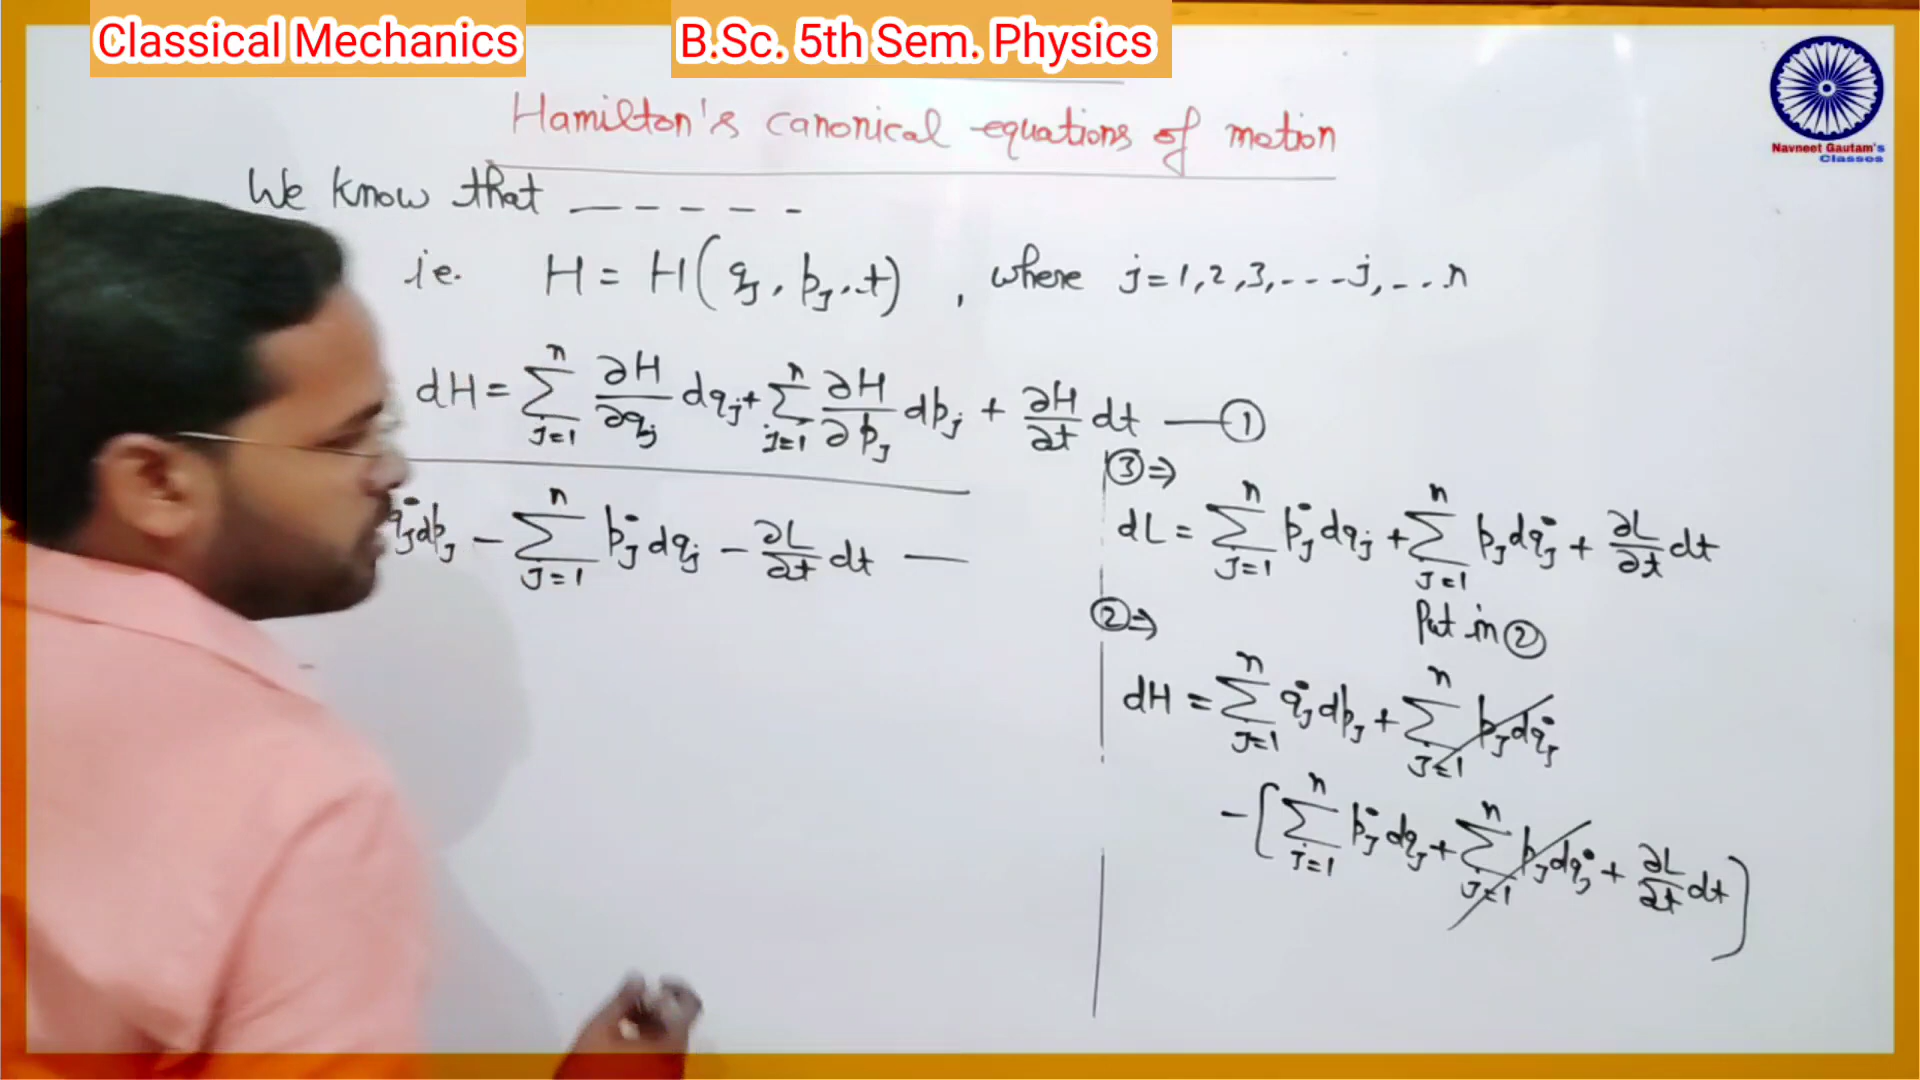 Classical Mechanics
B.Sc. 5th Sem. Physics
Navneet Gautam's
Classes
Hamilton's canonical equations of motion
We know that -----
i.e. H = H(qj, pj, t), where j=1,2,3,---j,--n
dH = Σ(j=1 to n) ∂H/∂qj dqj + Σ(j=1 to n) ∂H/∂pj dpj + ∂H/∂t dt —①
q̇j dpj - Σ(j=1 to n) ṗj dqj - ∂L/∂t dt —
③⇒
dL = Σ(j=1 to n) ṗj dqj + Σ(j=1 to n) pj dq̇j + ∂L/∂t dt
Put in ②
②⇒
dH = Σ(j=1 to n) q̇j dpj + Σ(j=1 to n) pj dq̇j
-[Σ(j=1 to n) ṗj dqj + Σ(j=1 to n) pj dq̇j + ∂L/∂t dt]